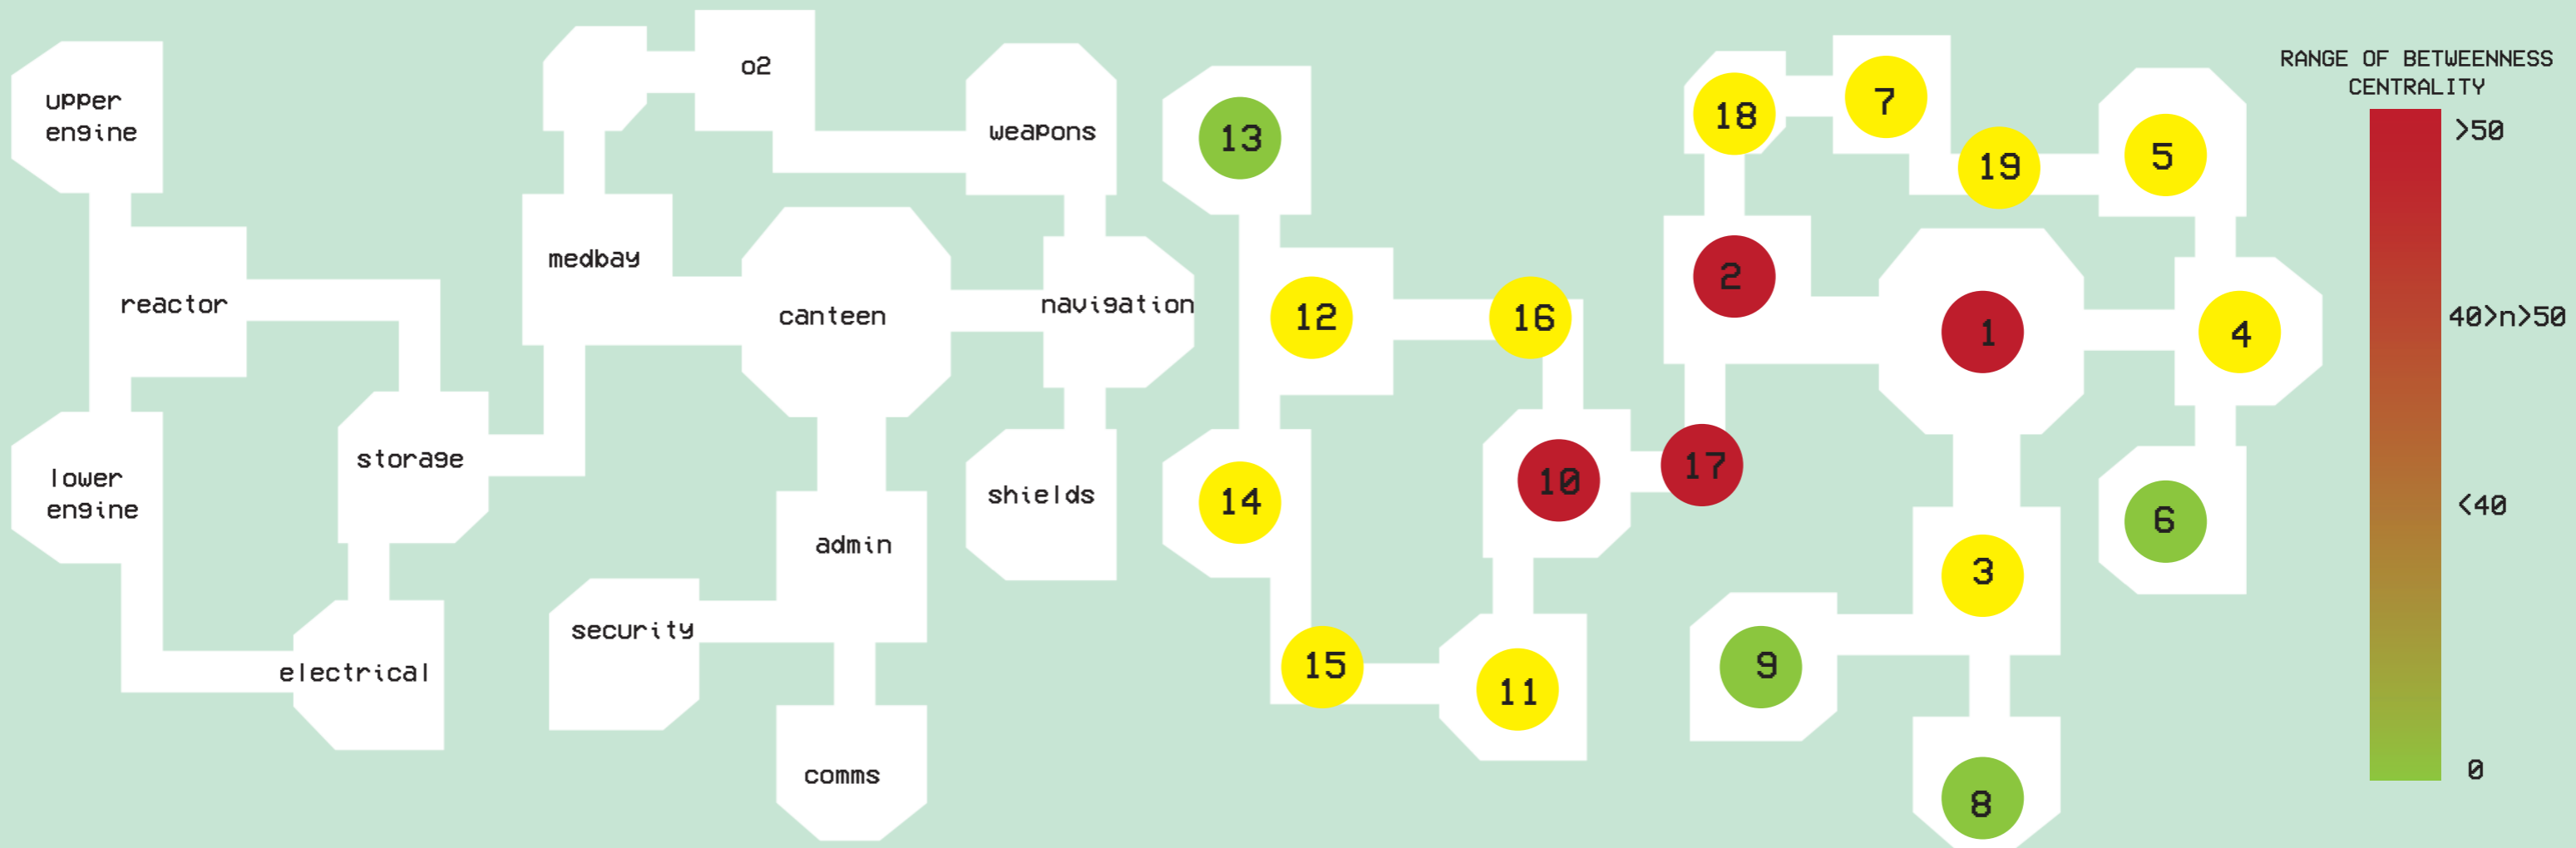 upper
engine
reactor
lower
engine
storage
electrical
o2
medbay
canteen
weapons
navigation
shields
admin
security
comms
13
12
16
14
15
11
10
17
2
18
7
19
5
1
4
3
6
9
8
RANGE OF BETWEENNESS
CENTRALITY
>50
40>n>50
<40
0